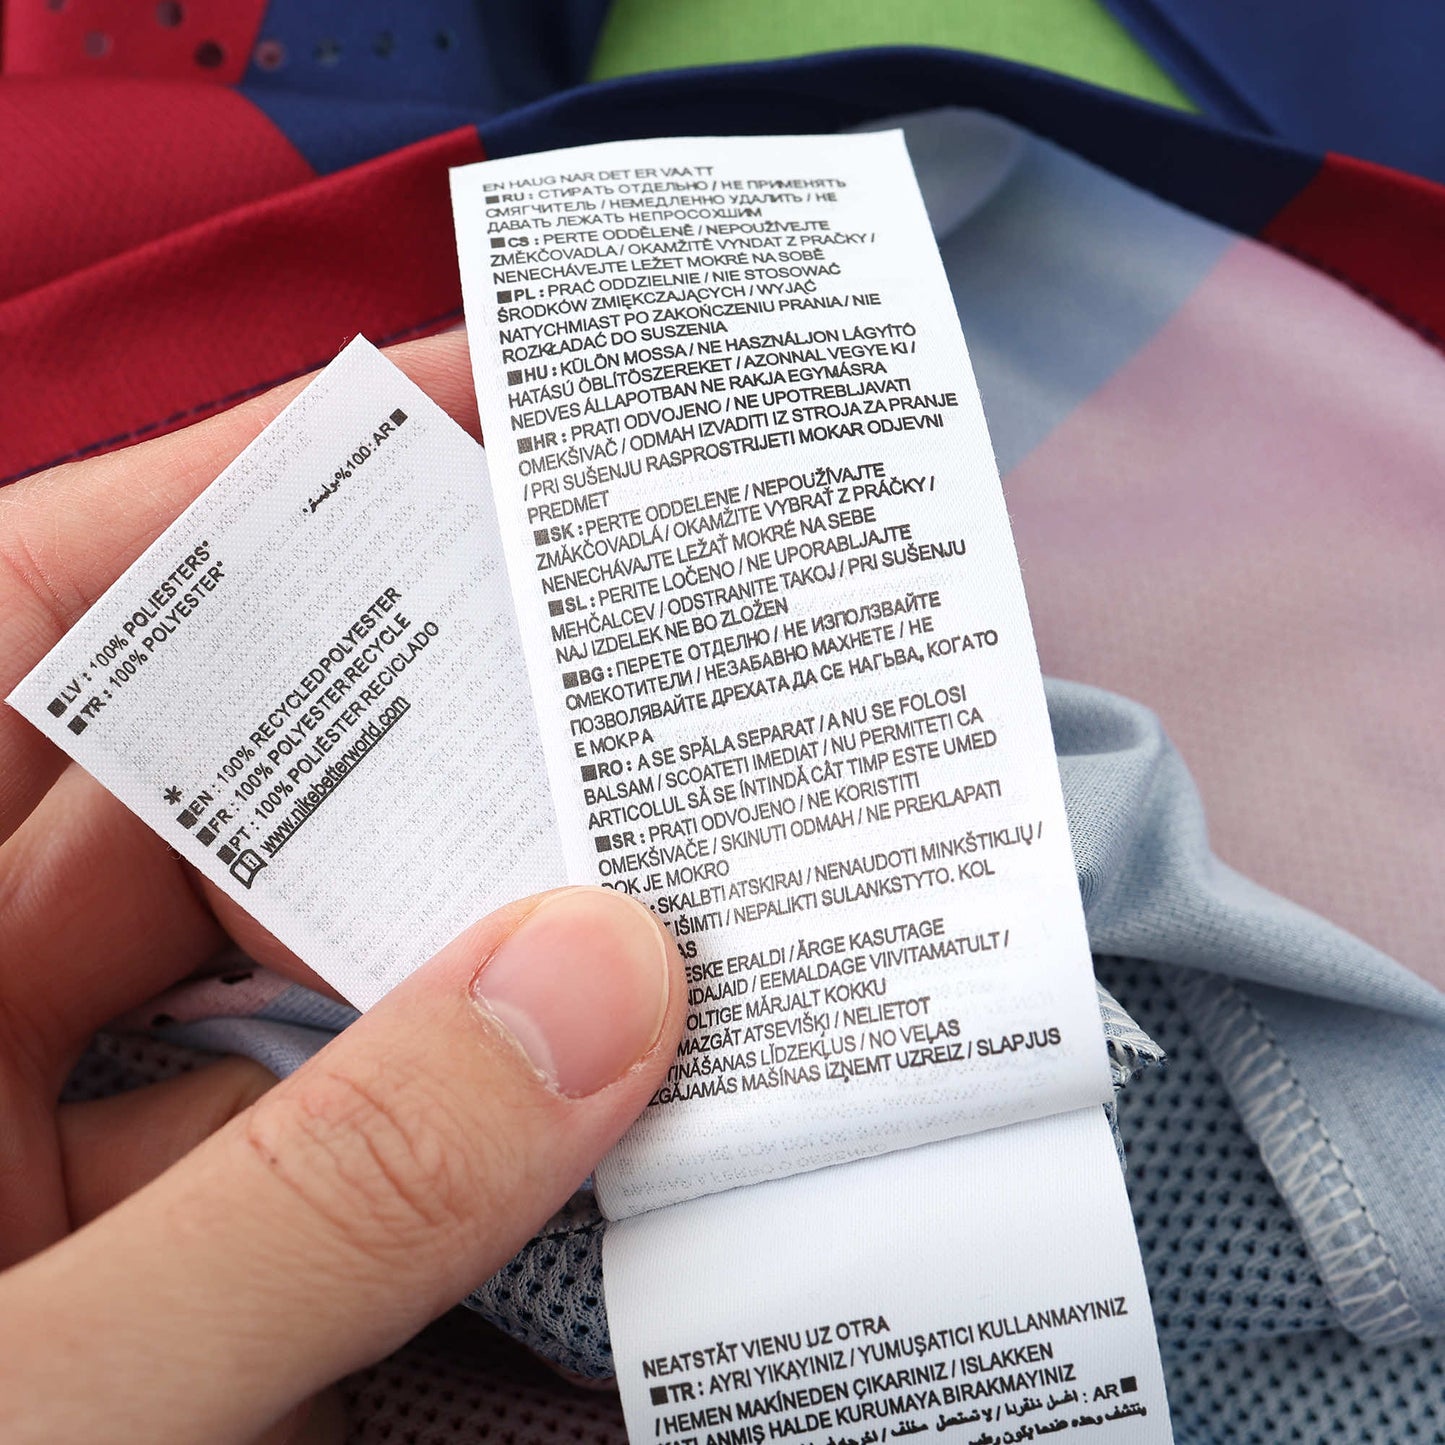 ■LV : 100% POLIESTERS*
■TR : 100% POLYESTER*
■AR :100%
*
■EN : 100% RECYCLED POLYESTER
■FR : 100% POLYESTER RECYCLE
■PT : 100% POLIÉSTER RECICLADO
www.nikebetterworld.com
EN HAUG NAR DET ER VAATT
■RU : СТИРАТЬ ОТДЕЛЬНО / НЕ ПРИМЕНЯТЬ
СМЯГЧИТЕЛЬ / НЕМЕДЛЕННО УДАЛИТЬ / НЕ
ДАВАТЬ ЛЕЖАТЬ НЕПРОСОХШИМ
■CS : PERTE ODDĚLENĚ / NEPOUŽÍVEJTE
ZMĚKČOVADLA / OKAMŽITĚ VYNDAT Z PRAČKY /
NENECHÁVEJTE LEŽET MOKRÉ NA SOBĚ
■PL : PRAĆ ODDZIELNIE / NIE STOSOWAĆ
ŚRODKÓW ZMIĘKCZAJĄCYCH / WYJĄĆ
NATYCHMIAST PO ZAKOŃCZENIU PRANIA / NIE
ROZKŁADAĆ DO SUSZENIA
■HU : KÜLÖN MOSSA / NE HASZNÁLJON LÁGYÍTÓ
HATÁSÚ ÖBLÍTŐSZEREKET / AZONNAL VEGYE KI /
NEDVES ÁLLAPOTBAN NE RAKJA EGYMÁSRA
■HR : PRATI ODVOJENO / NE UPOTREBLJAVATI
OMEKŠIVAČ / ODMAH IZVADITI IZ STROJA ZA PRANJE
/ PRI SUŠENJU RASPROSTRIJETI MOKAR ODJEVNI
PREDMET
■SK : PERTE ODDELENE / NEPOUŽÍVAJTE
ZMÄKČOVADLÁ / OKAMŽITE VYBRAŤ Z PRÁČKY /
NENECHÁVAJTE LEŽAŤ MOKRÉ NA SEBE
■SL : PERITE LOČENO / NE UPORABLJAJTE
MEHČALCEV / ODSTRANITE TAKOJ / PRI SUŠENJU
NAJ IZDELEK NE BO ZLOŽEN
■BG : ПЕРЕТЕ ОТДЕЛНО / НЕ ИЗПОЛЗВАЙТЕ
ОМЕКОТИТЕЛИ / НЕЗАБАВНО МАХНЕТЕ / НЕ
ПОЗВОЛЯВАЙТЕ ДРЕХАТА ДА СЕ НАГЪВА, КОГАТО
Е МОКРА
■RO : A SE SPĂLA SEPARAT / A NU SE FOLOSI
BALSAM / SCOATEȚI IMEDIAT / NU PERMITETI CA
ARTICOLUL SĂ SE ÎNTINDĂ CÂT TIMP ESTE UMED
■SR : PRATI ODVOJENO / NE KORISTITI
OMEKŠIVAČE / SKINUTI ODMAH / NE PREKLAPATI
DOK JE MOKRO
: SKALBTI ATSKIRAI / NENAUDOTI MINKŠTIKLIŲ /
IŠIMTI / NEPALIKTI SULANKSTYTO, KOL
AS
ESKE ERALDI / ÄRGE KASUTAGE
NDAJAID / EEMALDAGE VIIVITAMATULT /
OLTIGE MÄRJALT KOKKU
MAZGĀT ATSEVIŠĶI / NELIETOT
TINĀŠANAS LĪDZEKĻUS / NO VEĻAS
ZGĀJAMĀS MAŠĪNAS IZŅEMT UZREIZ / SLAPJUS
NEATSTĀT VIENU UZ OTRA
■TR : AYRI YIKAYINIZ / YUMUŞATICI KULLANMAYINIZ
/ HEMEN MAKİNEDEN ÇIKARINIZ / ISLAKKEN
KATLANMIŞ HALDE KURUMAYA BIRAKMAYINIZ
■AR :